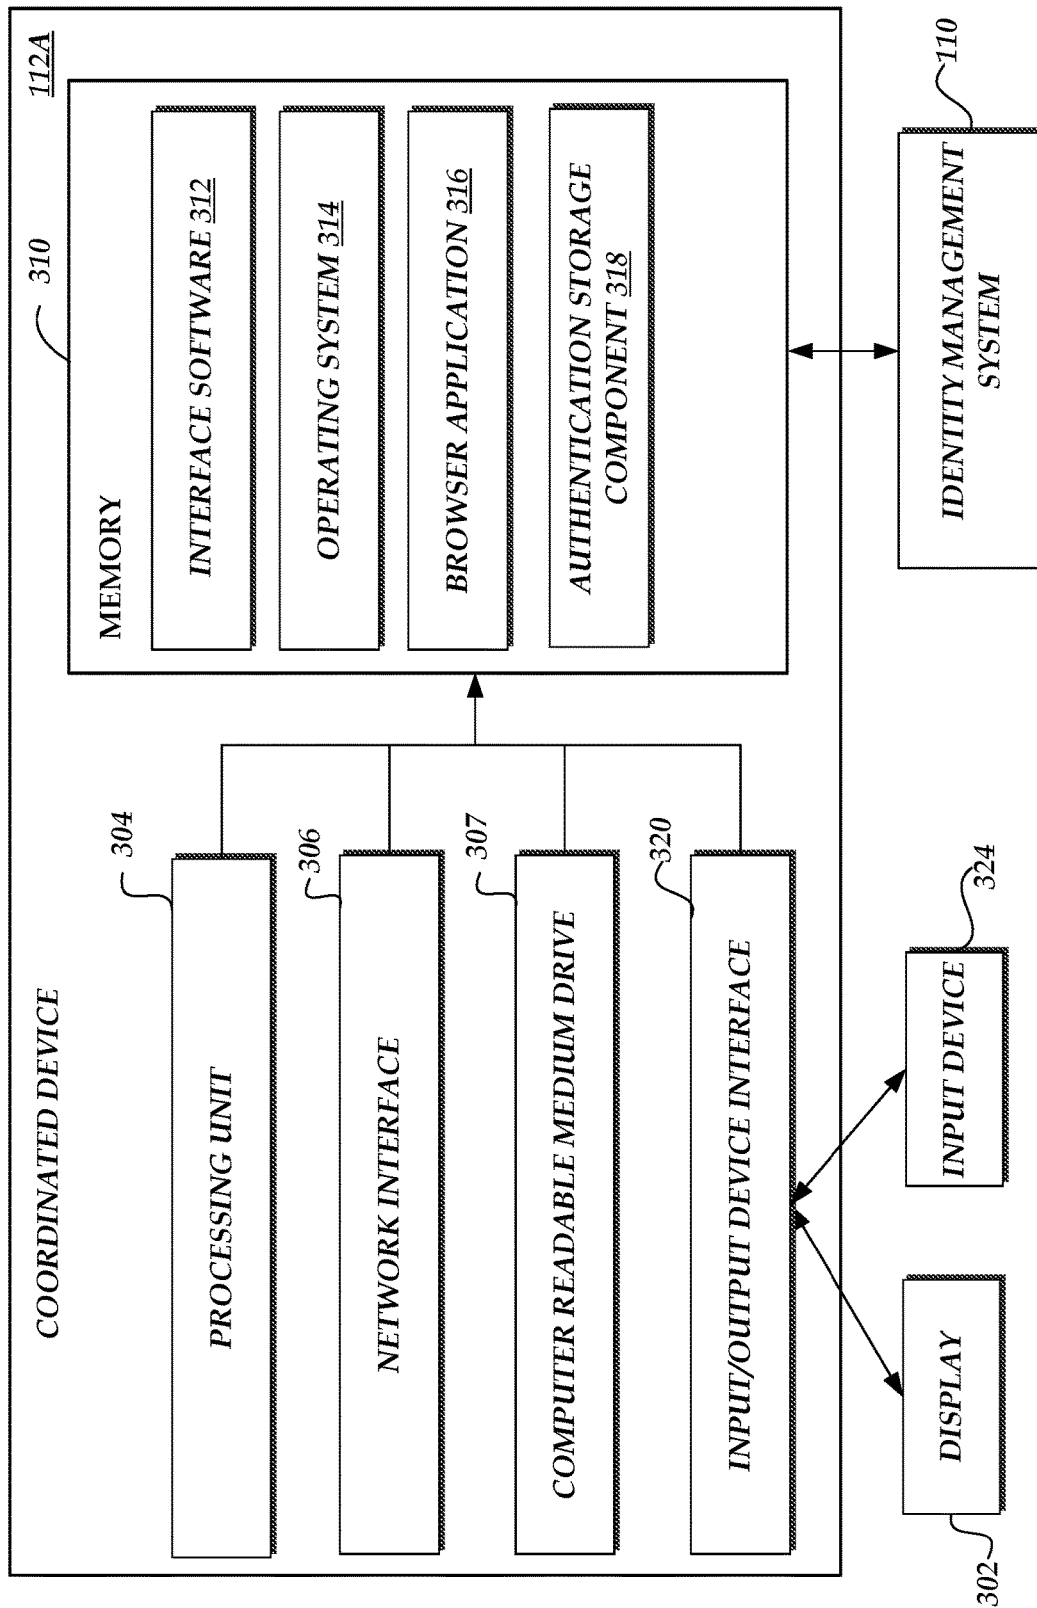 COORDINATED DEVICE
112A
304
PROCESSING UNIT
306
NETWORK INTERFACE
307
COMPUTER READABLE MEDIUM DRIVE
320
INPUT/OUTPUT DEVICE INTERFACE
310
MEMORY
INTERFACE SOFTWARE 312
OPERATING SYSTEM 314
BROWSER APPLICATION 316
AUTHENTICATION STORAGE
COMPONENT 318
302
DISPLAY
INPUT DEVICE
324
IDENTITY MANAGEMENT
SYSTEM
110